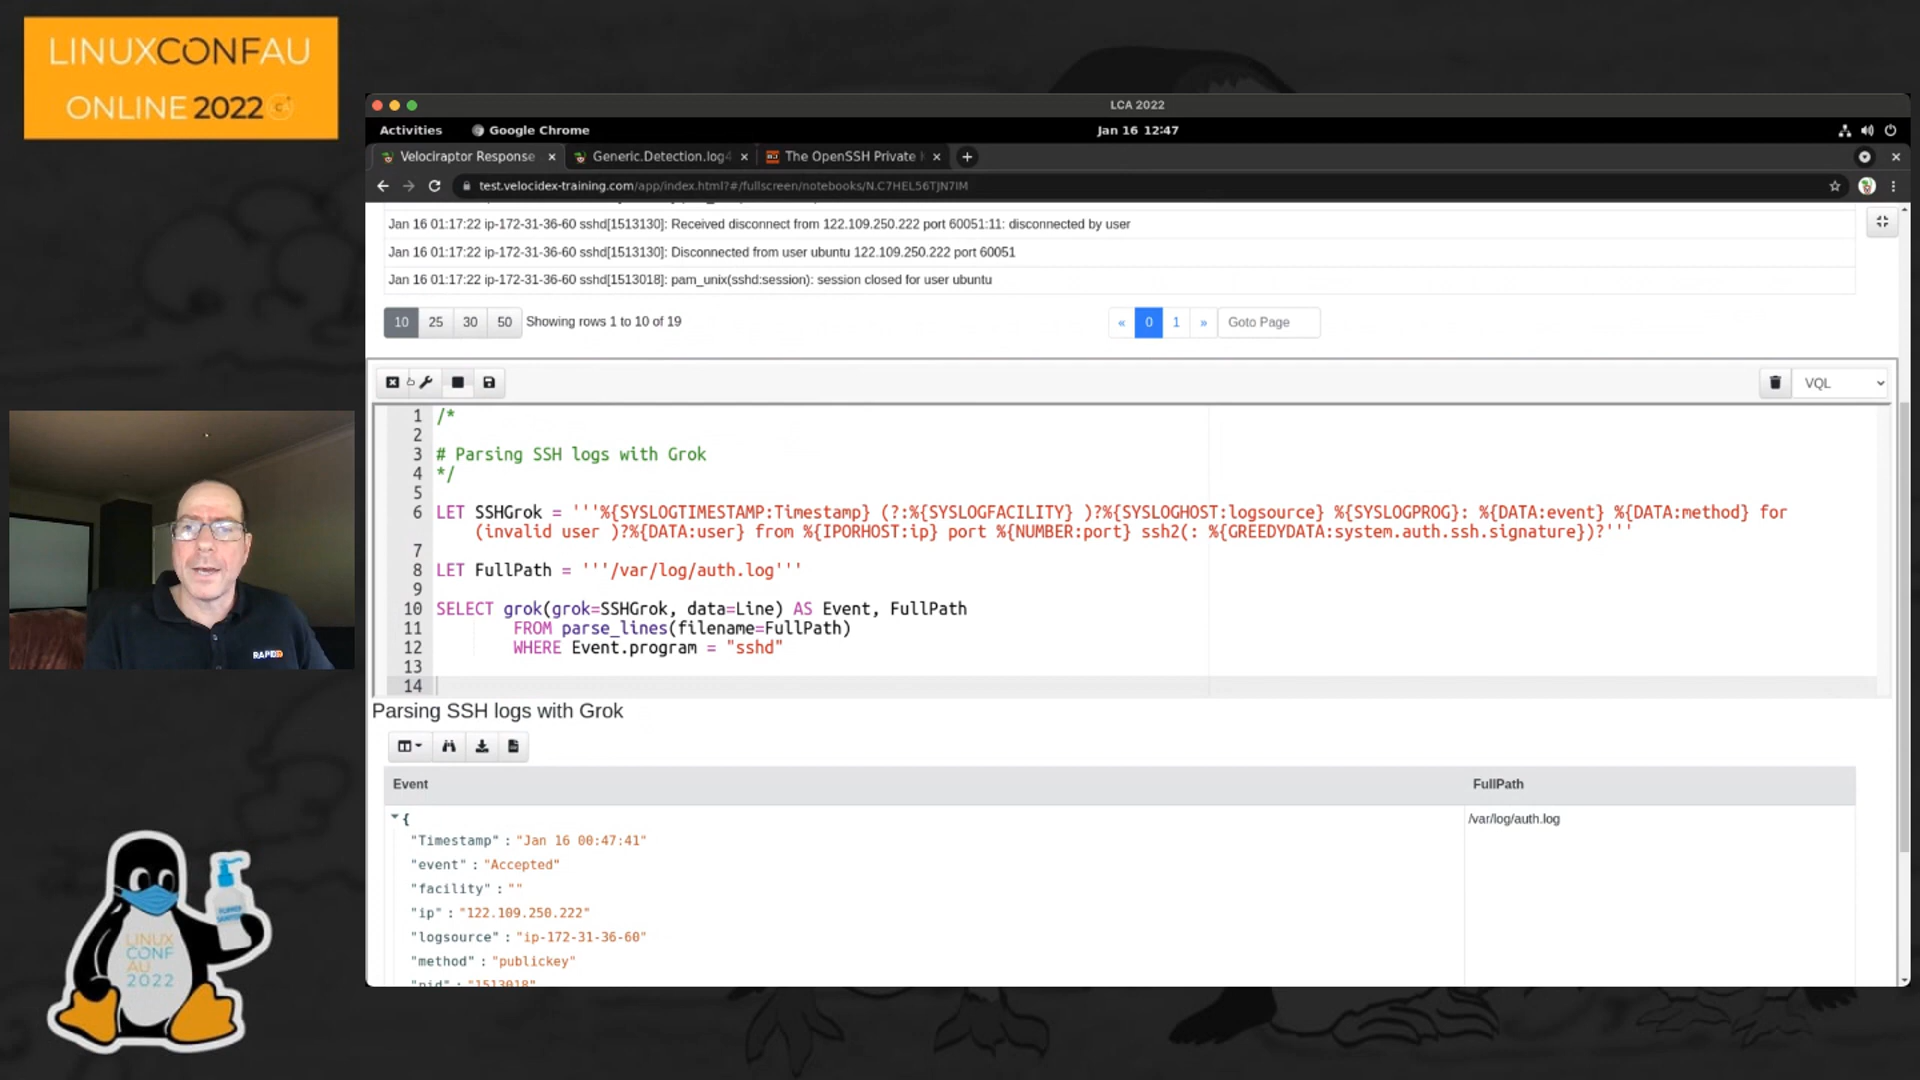 LINUXCONFAU
ONLINE 2022
LCA 2022
Activities
Google Chrome
Jan 16 12:47
Velociraptor Response
Generic.Detection.log4
The OpenSSH Private
test.velocidex-training.com/app/index.html?#/fullscreen/notebooks/N.C7HEL56TJN7IM
Jan 16 01:17:22 ip-172-31-36-60 sshd[1513130]: Received disconnect from 122.109.250.222 port 60051:11: disconnected by user
Jan 16 01:17:22 ip-172-31-36-60 sshd[1513130]: Disconnected from user ubuntu 122.109.250.222 port 60051
Jan 16 01:17:22 ip-172-31-36-60 sshd[1513018]: pam_unix(sshd:session): session closed for user ubuntu
10 25 30 50 Showing rows 1 to 10 of 19 « 0 1 » Goto Page
VQL
1 /*
2
3 # Parsing SSH logs with Grok
4 */
5
6 LET SSHGrok = '''%{SYSLOGTIMESTAMP:Timestamp} (?:%{SYSLOGFACILITY} )?%{SYSLOGHOST:logsource} %{SYSLOGPROG}: %{DATA:event} %{DATA:method} for
(invalid user )?%{DATA:user} from %{IPORHOST:ip} port %{NUMBER:port} ssh2(: %{GREEDYDATA:system.auth.ssh.signature})?'''
7
8 LET FullPath = '''/var/log/auth.log'''
9
10 SELECT grok(grok=SSHGrok, data=Line) AS Event, FullPath
11 FROM parse_lines(filename=FullPath)
12 WHERE Event.program = "sshd"
13
14
Parsing SSH logs with Grok
Event FullPath
{ /var/log/auth.log
"Timestamp" : "Jan 16 00:47:41"
"event" : "Accepted"
"facility" : ""
"ip" : "122.109.250.222"
"logsource" : "ip-172-31-36-60"
"method" : "publickey"
"pid" : "1513018"
RAPID
LINUX
CONF
AU
2022